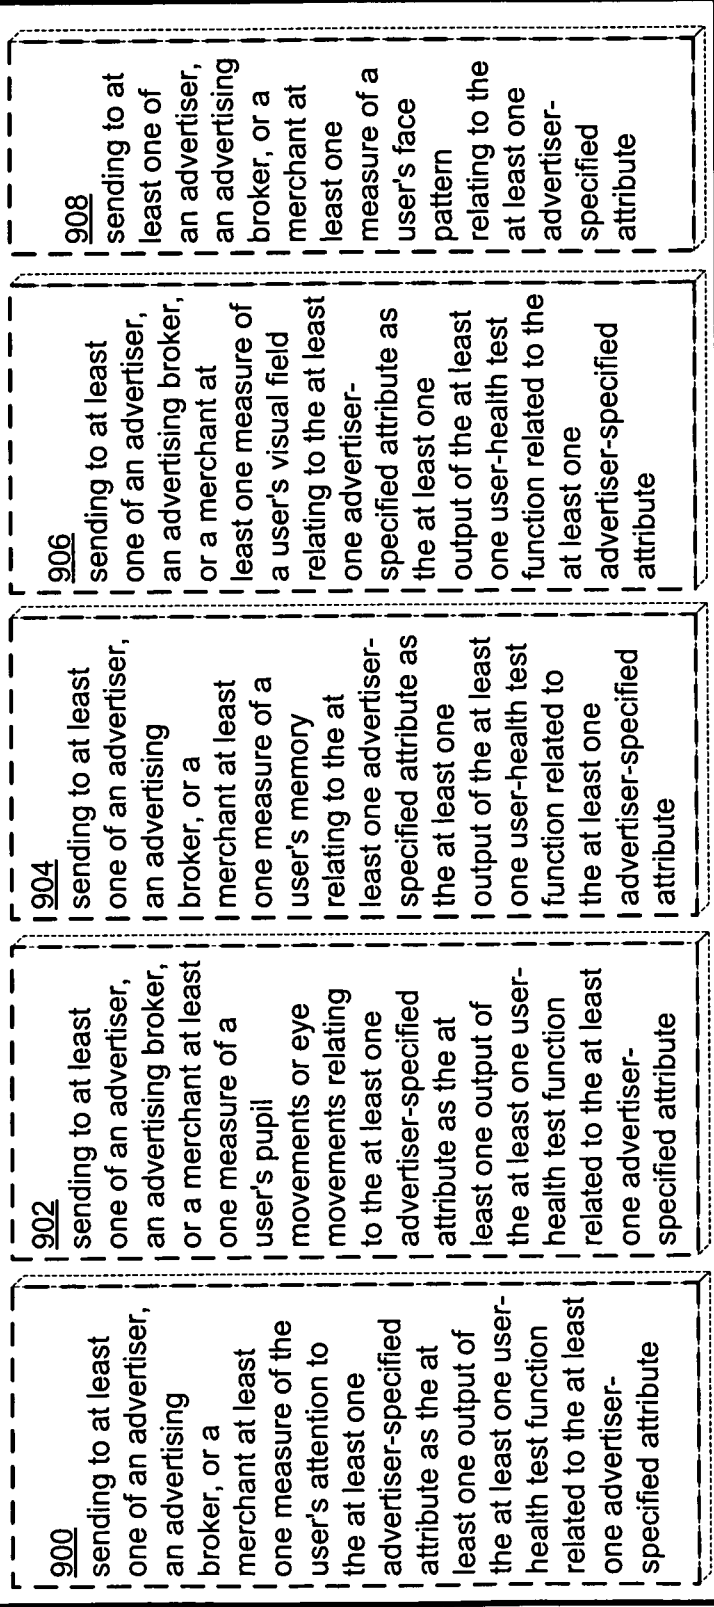 900
sending to at least
one of an advertiser,
an advertising
broker, or a
merchant at least
one measure of the
user's attention to
the at least one
advertiser-specified
attribute as the at
least one output of
the at least one user-
health test function
related to the at least
one advertiser-
specified attribute
902
sending to at least
one of an advertiser,
an advertising broker,
or a merchant at least
one measure of a
user's pupil
movements or eye
movements relating
to the at least one
advertiser-specified
attribute as the at
least one output of
the at least one user-
health test function
related to the at least
one advertiser-
specified attribute
904
sending to at least
one of an advertiser,
an advertising
broker, or a
merchant at least
one measure of a
user's memory
relating to the at
least one advertiser-
specified attribute as
the at least one
output of the at least
one user-health test
function related to
the at least one
advertiser-specified
attribute
906
sending to at least
one of an advertiser,
an advertising broker,
or a merchant at
least one measure of
a user's visual field
relating to the at least
one advertiser-
specified attribute as
the at least one
output of the at least
one user-health test
function related to the
at least one
advertiser-specified
attribute
908
sending to at
least one of
an advertiser,
an advertising
broker, or a
merchant at
least one
measure of a
user's face
pattern
relating to the
at least one
advertiser-
specified
attribute